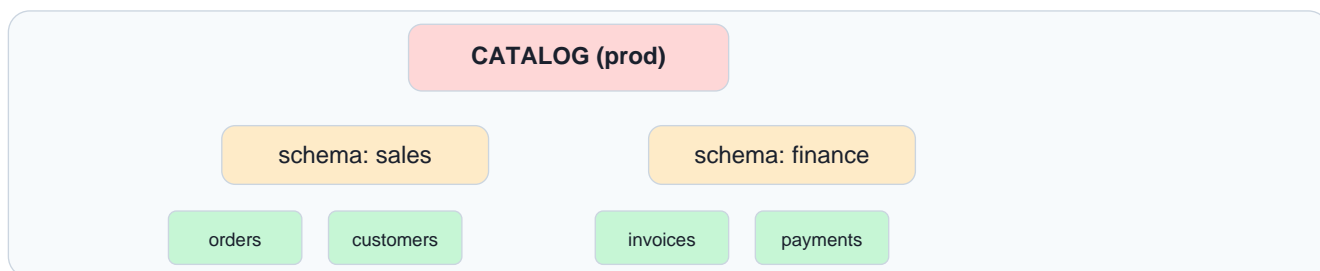 CATALOG (prod)
schema: sales
schema: finance
orders
customers
invoices
payments